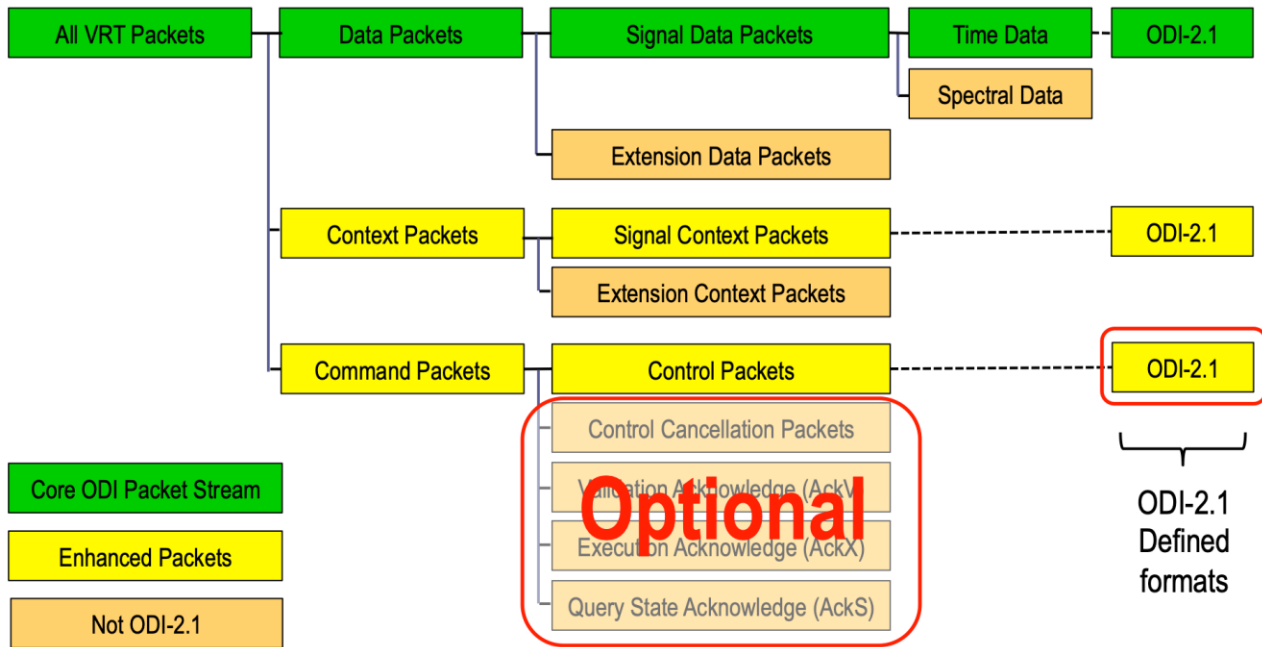 All VRT Packets
Data Packets
Signal Data Packets
Time Data
ODI-2.1
Spectral Data
Extension Data Packets
Context Packets
Signal Context Packets
ODI-2.1
Extension Context Packets
Command Packets
Control Packets
ODI-2.1
Control Cancellation Packets
Validation Acknowledge (AckV)
Optional
Execution Acknowledge (AckX)
Query State Acknowledge (AckS)
Core ODI Packet Stream
Enhanced Packets
Not ODI-2.1
ODI-2.1
Defined
formats